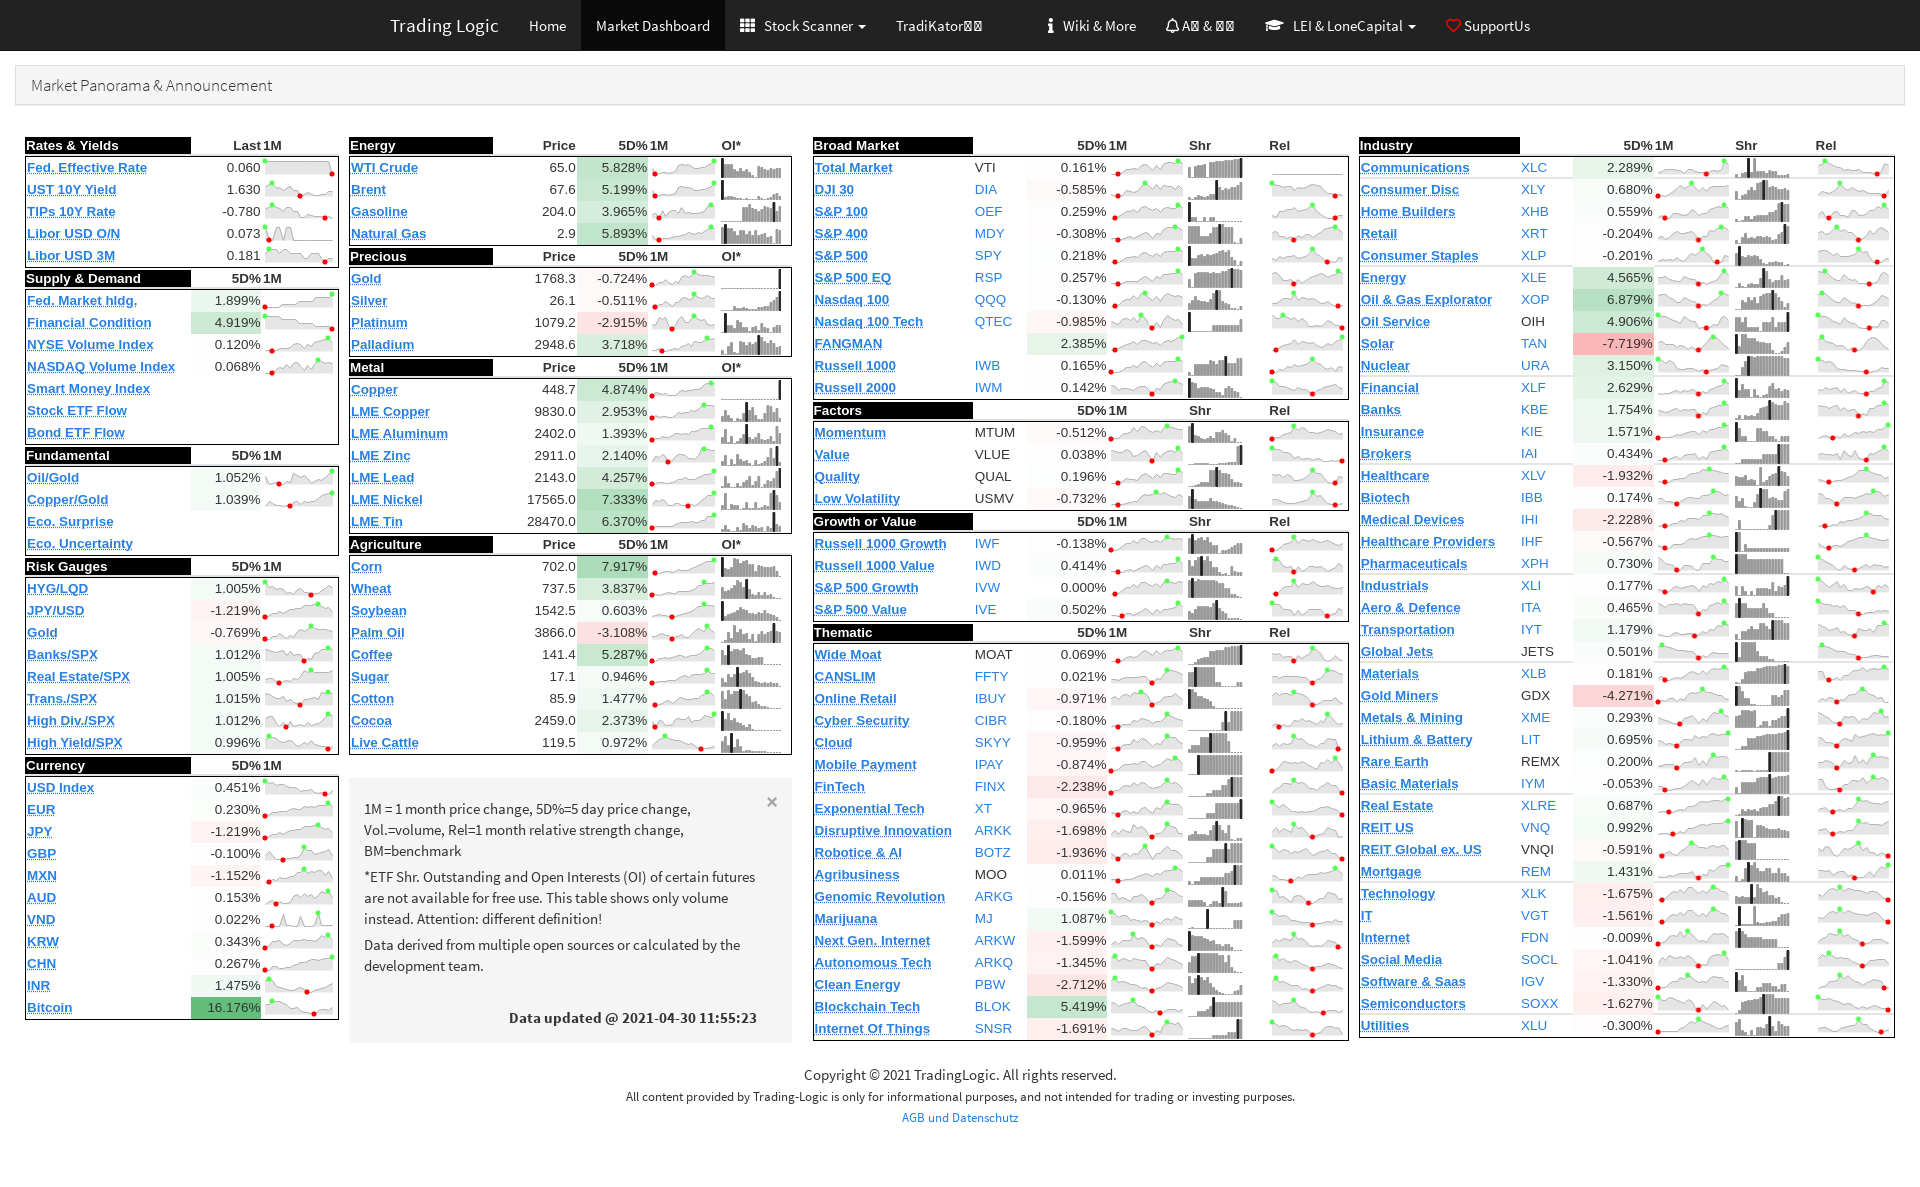 Trading Logic Home Market Dashboard Stock Scanner TradiKator Wiki & More A & LEI & LoneCapital SupportUs
Market Panorama & Announcement
Rates & Yields Last 1M
Fed. Effective Rate 0.060
UST 10Y Yield 1.630
TIPs 10Y Rate -0.780
Libor USD O/N 0.073
Libor USD 3M 0.181
Supply & Demand 5D% 1M
Fed. Market hldg. 1.899%
Financial Condition 4.919%
NYSE Volume Index 0.120%
NASDAQ Volume Index 0.068%
Smart Money Index
Stock ETF Flow
Bond ETF Flow
Fundamental 5D% 1M
Oil/Gold 1.052%
Copper/Gold 1.039%
Eco. Surprise
Eco. Uncertainty
Risk Gauges 5D% 1M
HYG/LQD 1.005%
JPY/USD -1.219%
Gold -0.769%
Banks/SPX 1.012%
Real Estate/SPX 1.005%
Trans./SPX 1.015%
High Div./SPX 1.012%
High Yield/SPX 0.996%
Currency 5D% 1M
USD Index 0.451%
EUR 0.230%
JPY -1.219%
GBP -0.100%
MXN -1.152%
AUD 0.153%
VND 0.022%
KRW 0.343%
CHN 0.267%
INR 1.475%
Bitcoin 16.176%
Energy Price 5D% 1M OI*
WTI Crude 65.0 5.828%
Brent 67.6 5.199%
Gasoline 204.0 3.965%
Natural Gas 2.9 5.893%
Precious Price 5D% 1M OI*
Gold 1768.3 -0.724%
Silver 26.1 -0.511%
Platinum 1079.2 -2.915%
Palladium 2948.6 3.718%
Metal Price 5D% 1M OI*
Copper 448.7 4.874%
LME Copper 9830.0 2.953%
LME Aluminum 2402.0 1.393%
LME Zinc 2911.0 2.140%
LME Lead 2143.0 4.257%
LME Nickel 17565.0 7.333%
LME Tin 28470.0 6.370%
Agriculture Price 5D% 1M OI*
Corn 702.0 7.917%
Wheat 737.5 3.837%
Soybean 1542.5 0.603%
Palm Oil 3866.0 -3.108%
Coffee 141.4 5.287%
Sugar 17.1 0.946%
Cotton 85.9 1.477%
Cocoa 2459.0 2.373%
Live Cattle 119.5 0.972%
×
1M = 1 month price change, 5D%=5 day price change,
Vol.=volume, Rel=1 month relative strength change,
BM=benchmark
*ETF Shr. Outstanding and Open Interests (OI) of certain futures
are not available for free use. This table shows only volume
instead. Attention: different definition!
Data derived from multiple open sources or calculated by the
development team.
Data updated @ 2021-04-30 11:55:23
Broad Market 5D% 1M Shr Rel
Total Market VTI 0.161%
DJI 30 DIA -0.585%
S&P 100 OEF 0.259%
S&P 400 MDY -0.308%
S&P 500 SPY 0.218%
S&P 500 EQ RSP 0.257%
Nasdaq 100 QQQ -0.130%
Nasdaq 100 Tech QTEC -0.985%
FANGMAN 2.385%
Russell 1000 IWB 0.165%
Russell 2000 IWM 0.142%
Factors 5D% 1M Shr Rel
Momentum MTUM -0.512%
Value VLUE 0.038%
Quality QUAL 0.196%
Low Volatility USMV -0.732%
Growth or Value 5D% 1M Shr Rel
Russell 1000 Growth IWF -0.138%
Russell 1000 Value IWD 0.414%
S&P 500 Growth IVW 0.000%
S&P 500 Value IVE 0.502%
Thematic 5D% 1M Shr Rel
Wide Moat MOAT 0.069%
CANSLIM FFTY 0.021%
Online Retail IBUY -0.971%
Cyber Security CIBR -0.180%
Cloud SKYY -0.959%
Mobile Payment IPAY -0.874%
FinTech FINX -2.238%
Exponential Tech XT -0.965%
Disruptive Innovation ARKK -1.698%
Robotice & AI BOTZ -1.936%
Agribusiness MOO 0.011%
Genomic Revolution ARKG -0.156%
Marijuana MJ 1.087%
Next Gen. Internet ARKW -1.599%
Autonomous Tech ARKQ -1.345%
Clean Energy PBW -2.712%
Blockchain Tech BLOK 5.419%
Internet Of Things SNSR -1.691%
Industry 5D% 1M Shr Rel
Communications XLC 2.289%
Consumer Disc XLY 0.680%
Home Builders XHB 0.559%
Retail XRT -0.204%
Consumer Staples XLP -0.201%
Energy XLE 4.565%
Oil & Gas Explorator XOP 6.879%
Oil Service OIH 4.906%
Solar TAN -7.719%
Nuclear URA 3.150%
Financial XLF 2.629%
Banks KBE 1.754%
Insurance KIE 1.571%
Brokers IAI 0.434%
Healthcare XLV -1.932%
Biotech IBB 0.174%
Medical Devices IHI -2.228%
Healthcare Providers IHF -0.567%
Pharmaceuticals XPH 0.730%
Industrials XLI 0.177%
Aero & Defence ITA 0.465%
Transportation IYT 1.179%
Global Jets JETS 0.501%
Materials XLB 0.181%
Gold Miners GDX -4.271%
Metals & Mining XME 0.293%
Lithium & Battery LIT 0.695%
Rare Earth REMX 0.200%
Basic Materials IYM -0.053%
Real Estate XLRE 0.687%
REIT US VNQ 0.992%
REIT Global ex. US VNQI -0.591%
Mortgage REM 1.431%
Technology XLK -1.675%
IT VGT -1.561%
Internet FDN -0.009%
Social Media SOCL -1.041%
Software & Saas IGV -1.330%
Semiconductors SOXX -1.627%
Utilities XLU -0.300%
Copyright © 2021 TradingLogic. All rights reserved.
All content provided by Trading-Logic is only for informational purposes, and not intended for trading or investing purposes.
AGB und Datenschutz